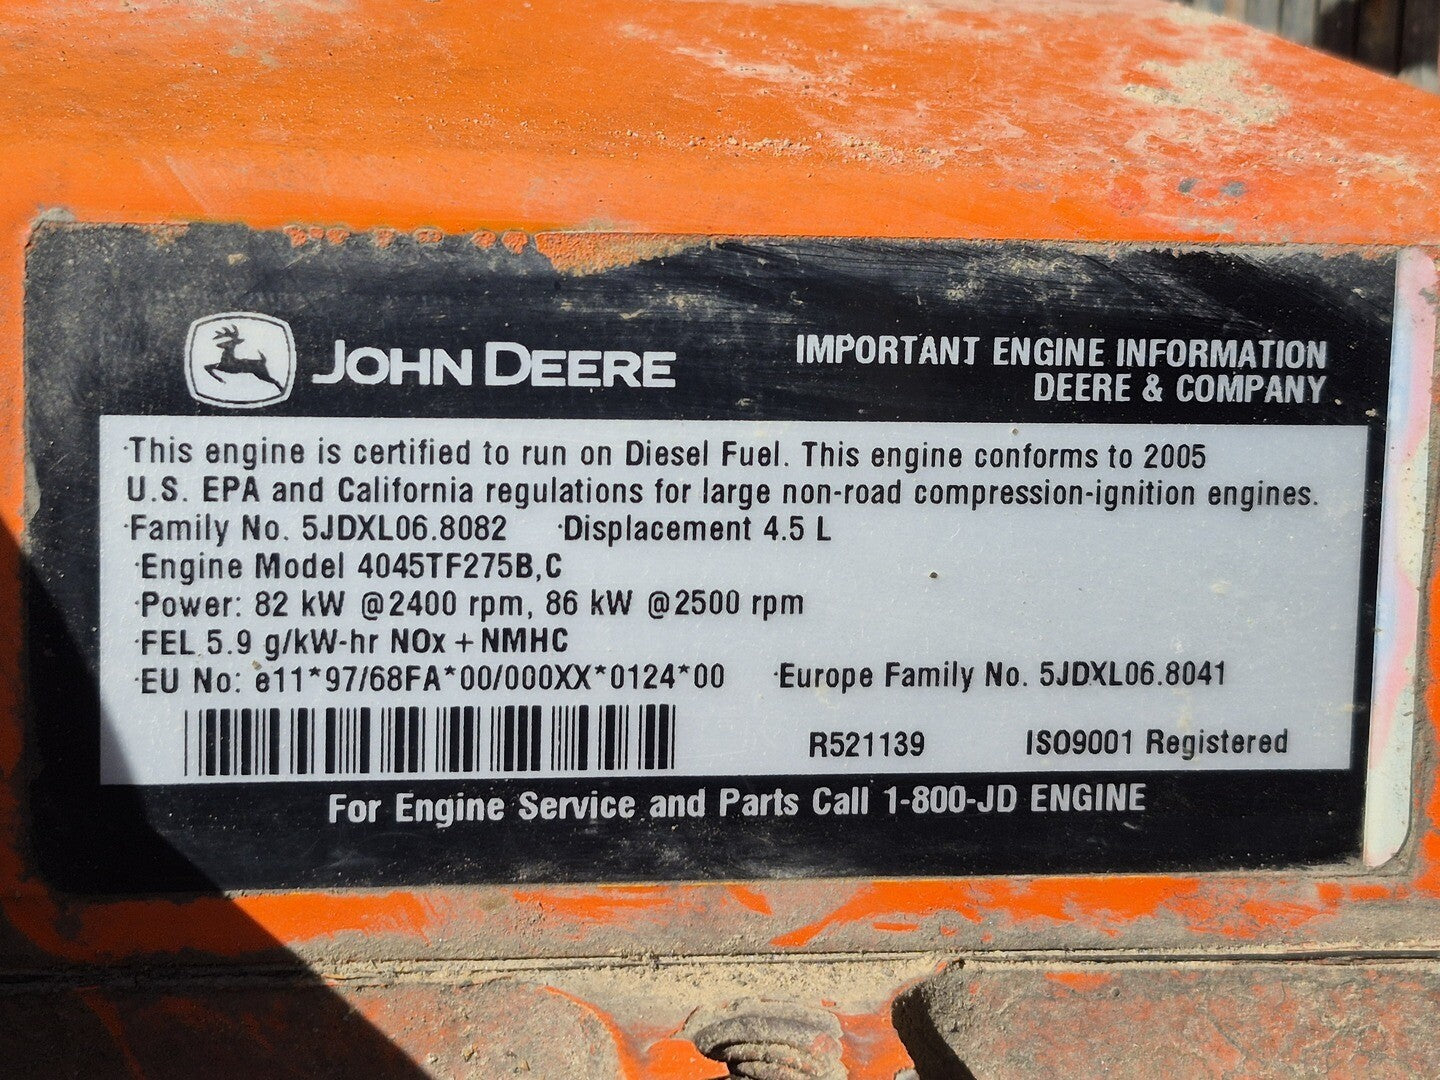 JOHN DEERE
IMPORTANT ENGINE INFORMATION
DEERE & COMPANY
·This engine is certified to run on Diesel Fuel. This engine conforms to 2005
U.S. EPA and California regulations for large non-road compression-ignition engines.
·Family No. 5JDXL06.8082 ·Displacement 4.5 L
·Engine Model 4045TF275B,C
·Power: 82 kW @2400 rpm, 86 kW @2500 rpm
·FEL 5.9 g/kW-hr NOx + NMHC
·EU No: e11*97/68FA*00/000XX*0124*00 ·Europe Family No. 5JDXL06.8041
R521139 ISO9001 Registered
For Engine Service and Parts Call 1-800-JD ENGINE